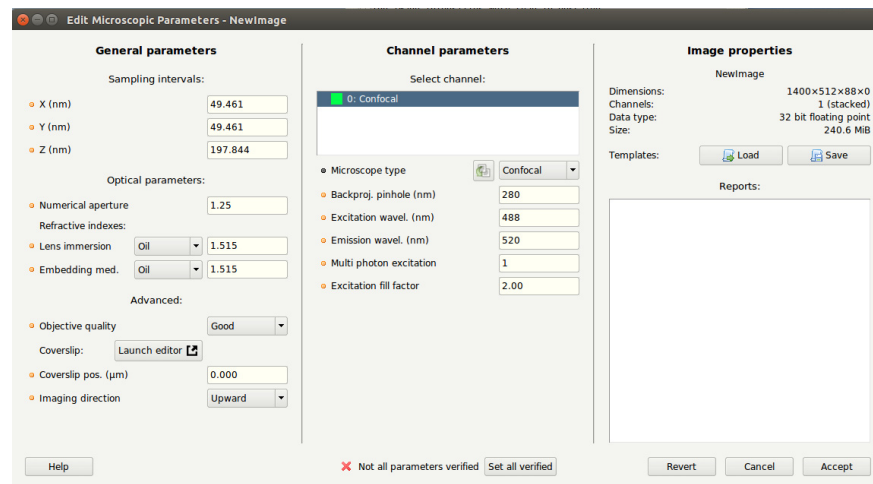 Edit Microscopic Parameters - NewImage
General parameters
Sampling intervals:
X (nm) 49.461
Y (nm) 49.461
Z (nm) 197.844
Optical parameters:
Numerical aperture 1.25
Refractive indexes:
Lens immersion Oil 1.515
Embedding med. Oil 1.515
Advanced:
Objective quality Good
Coverslip: Launch editor
Coverslip pos. (μm) 0.000
Imaging direction Upward
Channel parameters
Select channel:
0: Confocal
Microscope type Confocal
Backproj. pinhole (nm) 280
Excitation wavel. (nm) 488
Emission wavel. (nm) 520
Multi photon excitation 1
Excitation fill factor 2.00
Image properties
NewImage
Dimensions: 1400×512×88×0
Channels: 1 (stacked)
Data type: 32 bit floating point
Size: 240.6 MiB
Templates: Load Save
Reports:
Help Not all parameters verified Set all verified Revert Cancel Accept